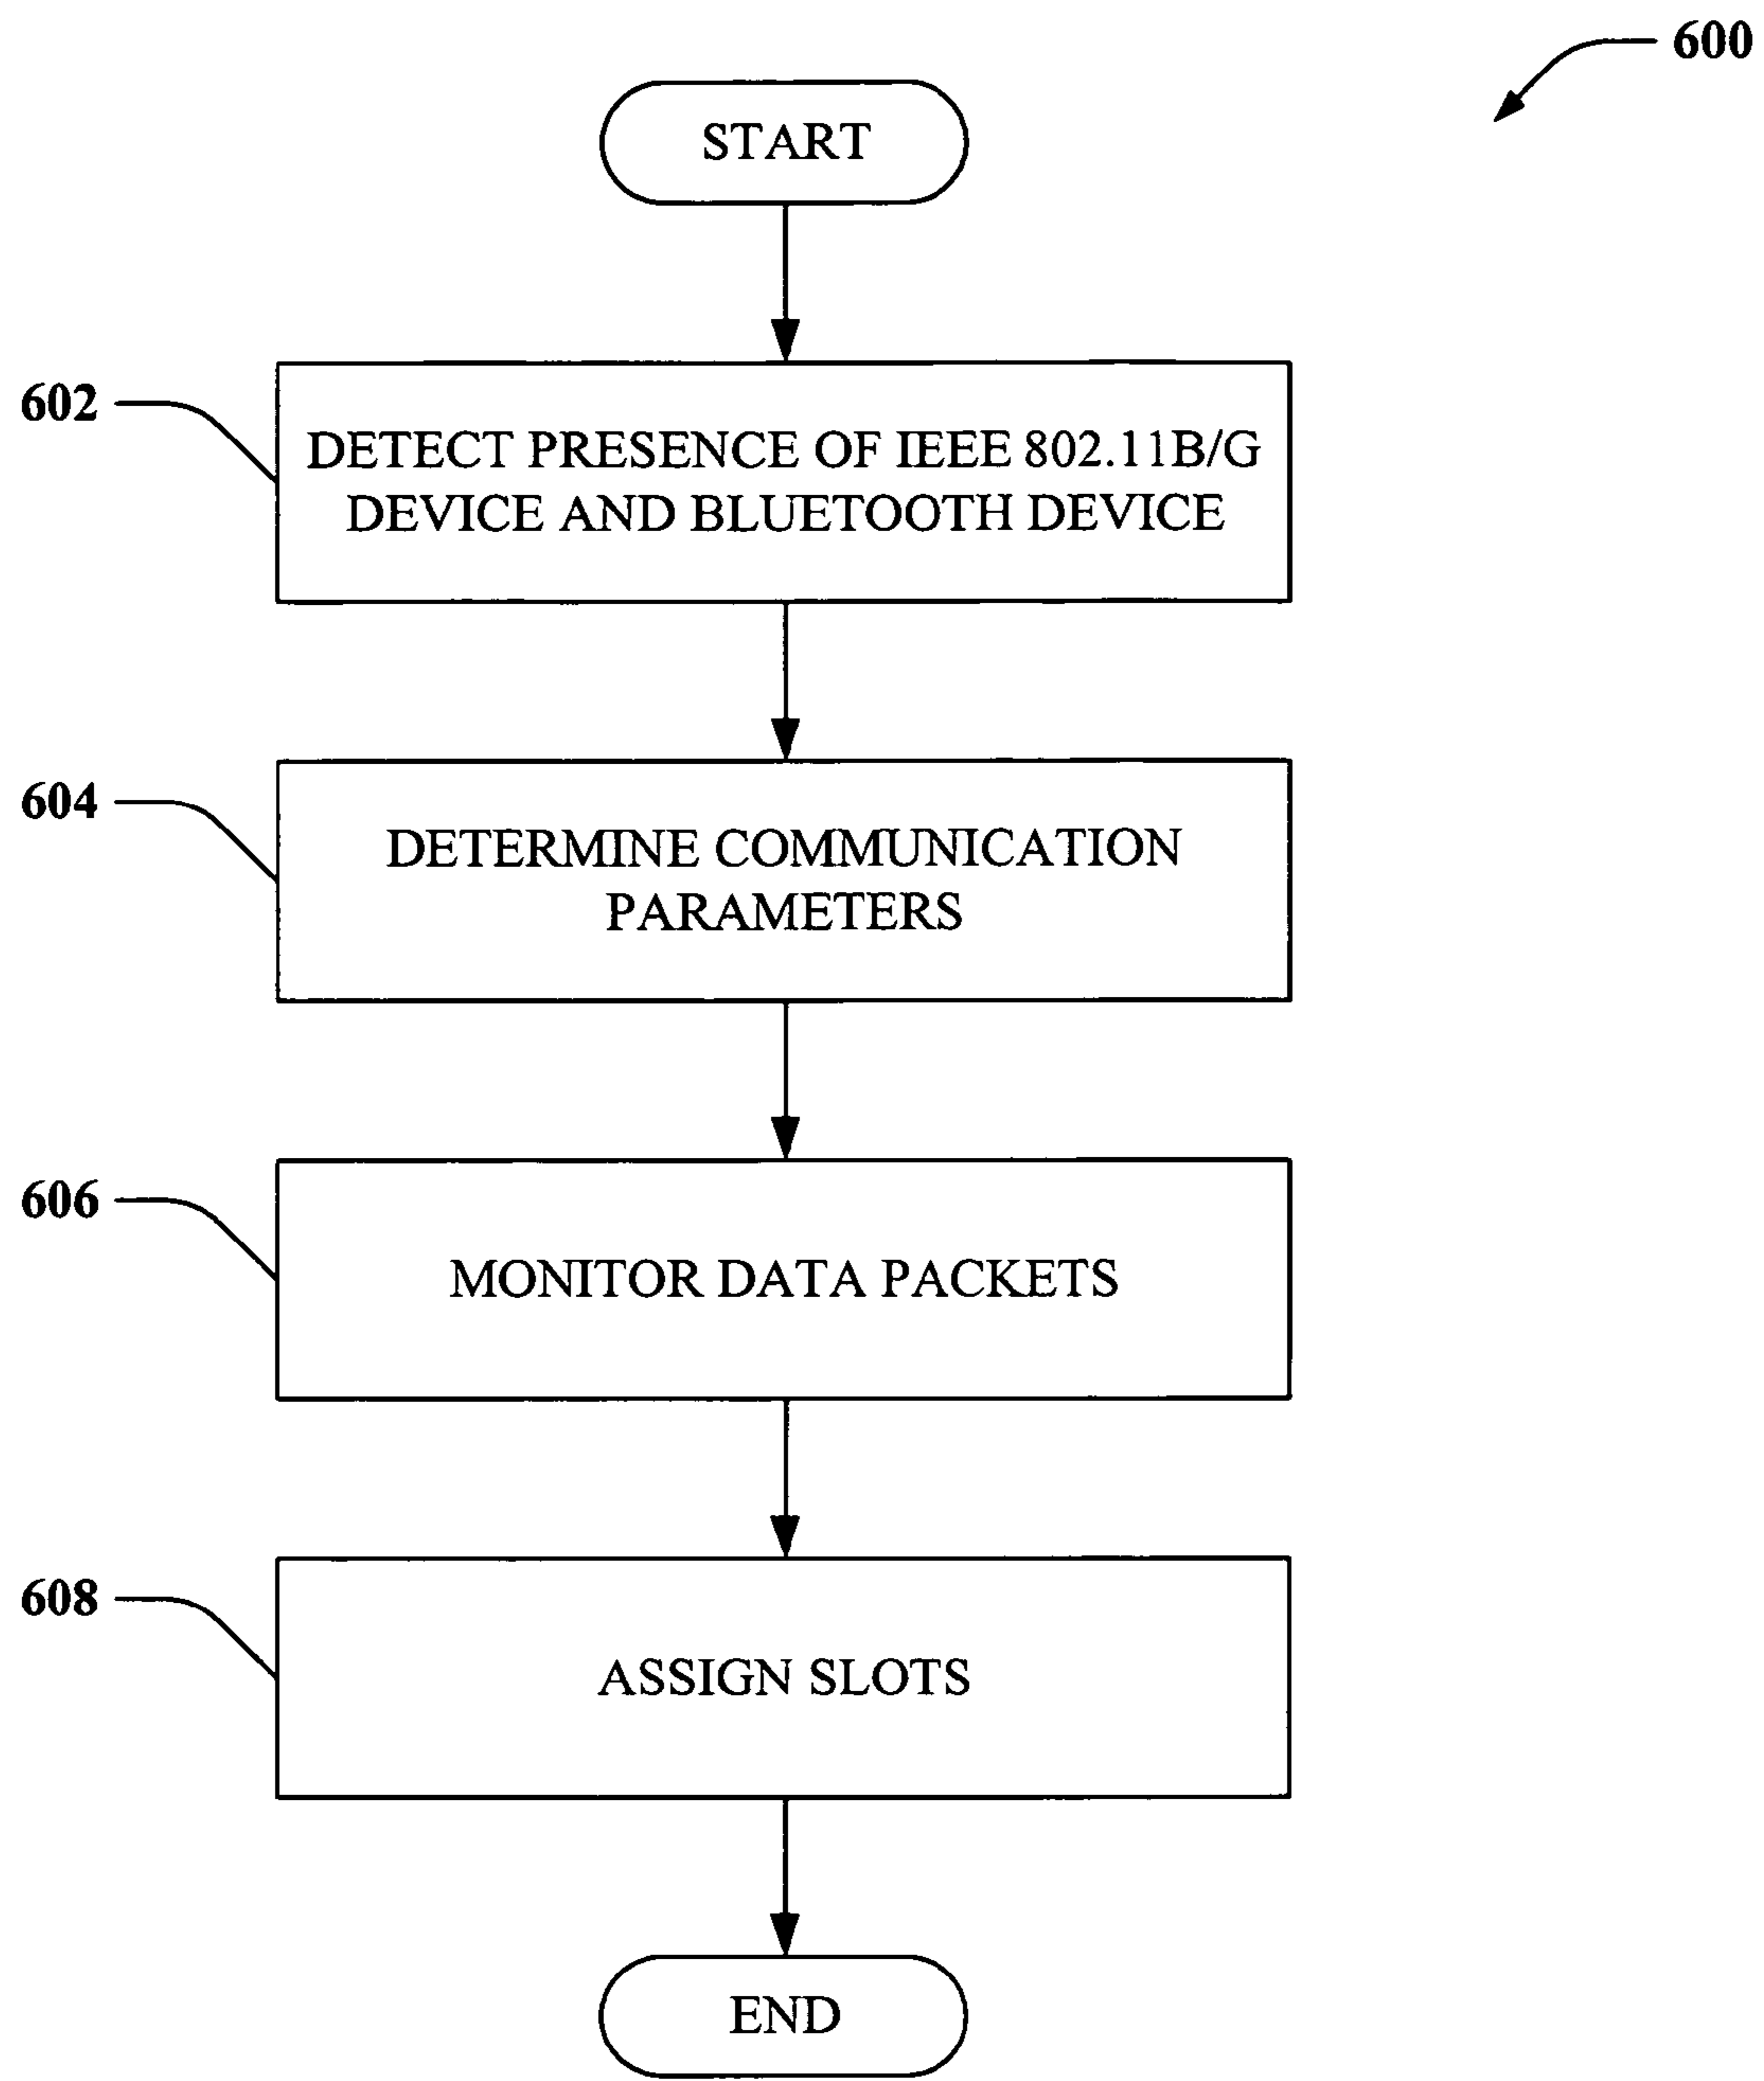 600
START
602
DETECT PRESENCE OF IEEE 802.11B/G
DEVICE AND BLUETOOTH DEVICE
604
DETERMINE COMMUNICATION
PARAMETERS
606
MONITOR DATA PACKETS
608
ASSIGN SLOTS
END